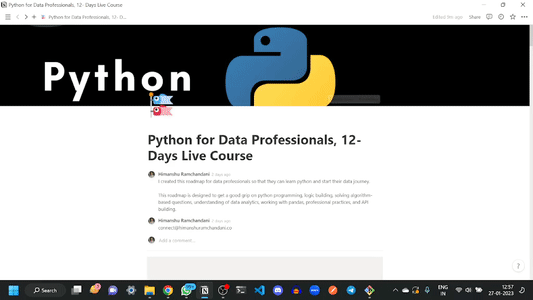 Python for Data Professionals, 12- Days Live Course
Python for Data Professionals, 12- D...
Edited 9m ago
Share
Python
Python for Data Professionals, 12-
Days Live Course
Himanshu Ramchandani 2 days ago
I created this roadmap for data professionals so that they can learn python and start their data journey.
This roadmap is designed to get a good grip on python programming, logic building, solving algorithm-
based questions, understanding of data analytics, working with pandas, professional practices, and API
building.
Himanshu Ramchandani 2 days ago
connect@himanshuramchandani.co
Add a comment...
?
Search
ENG
IN
12:57
27-01-2023